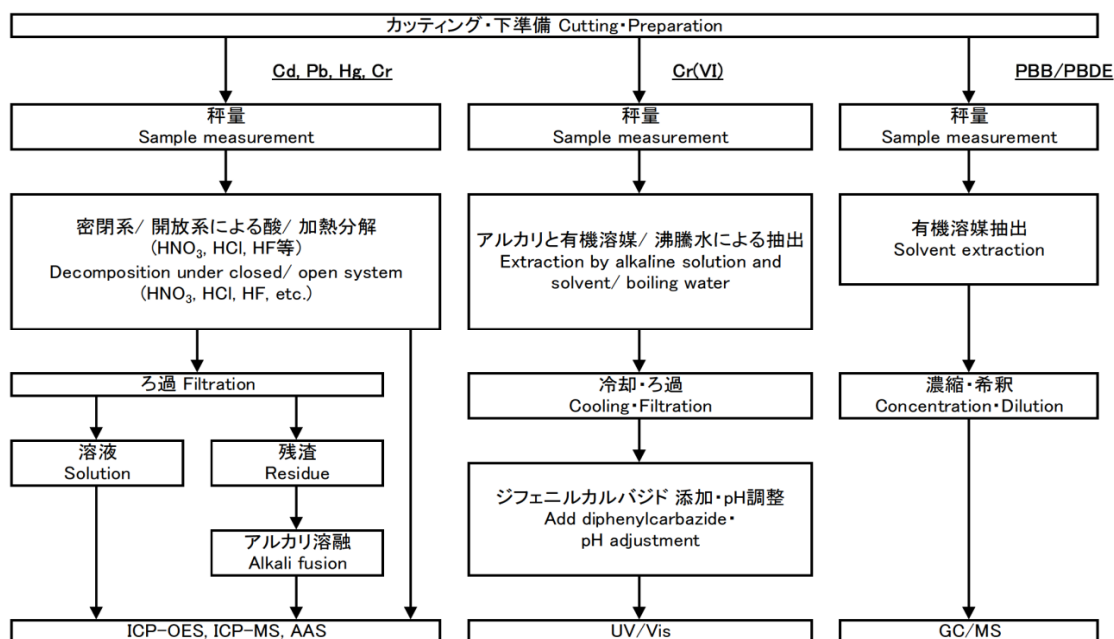 カッティング・下準備 Cutting・Preparation
Cd, Pb, Hg, Cr
秤量
Sample measurement
密閉系/ 開放系による酸/ 加熱分解
(HNO₃, HCl, HF等)
Decomposition under closed/ open system
(HNO₃, HCl, HF, etc.)
ろ過 Filtration
溶液
Solution
残渣
Residue
アルカリ溶融
Alkali fusion
ICP-OES, ICP-MS, AAS
Cr(VI)
秤量
Sample measurement
アルカリと有機溶媒/ 沸騰水による抽出
Extraction by alkaline solution and
solvent/ boiling water
冷却・ろ過
Cooling・Filtration
ジフェニルカルバジド 添加・pH調整
Add diphenylcarbazide・
pH adjustment
UV/Vis
PBB/PBDE
秤量
Sample measurement
有機溶媒抽出
Solvent extraction
濃縮・希釈
Concentration・Dilution
GC/MS